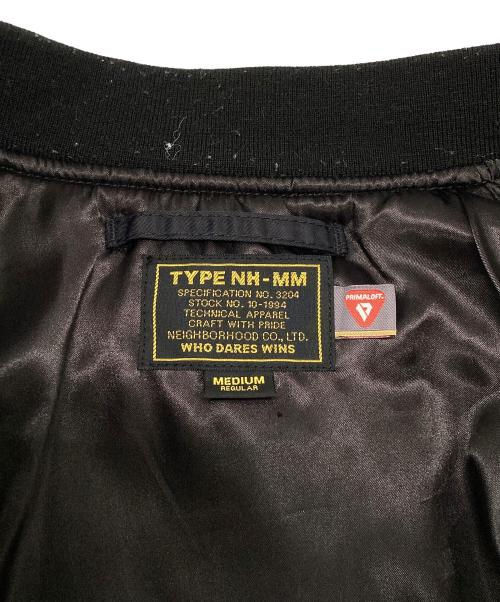 TYPE NH-MM
SPECIFICATION NO. 3204
STOCK NO. 10-1994
TECHNICAL APPAREL
CRAFT WITH PRIDE
NEIGHBORHOOD CO., LTD.
WHO DARES WINS
PRIMALOFT.
MEDIUM
REGULAR